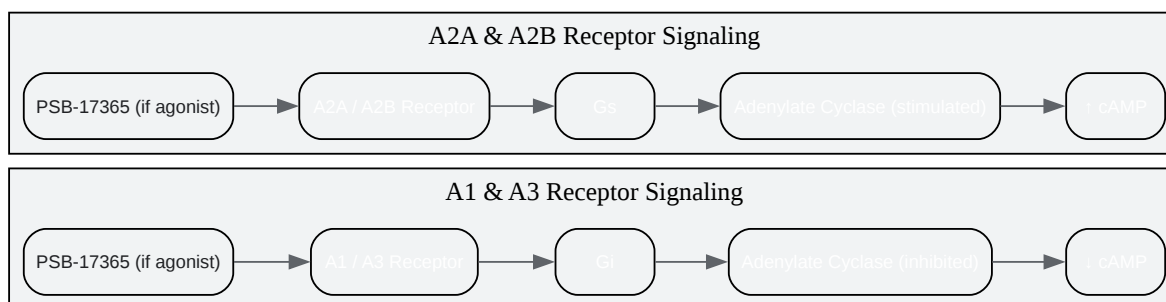 A2A & A2B Receptor Signaling
PSB-17365 (if agonist)
A2A / A2B Receptor
Gs
Adenylate Cyclase (stimulated)
↑ cAMP
A1 & A3 Receptor Signaling
PSB-17365 (if agonist)
A1 / A3 Receptor
Gi
Adenylate Cyclase (inhibited)
↓ cAMP